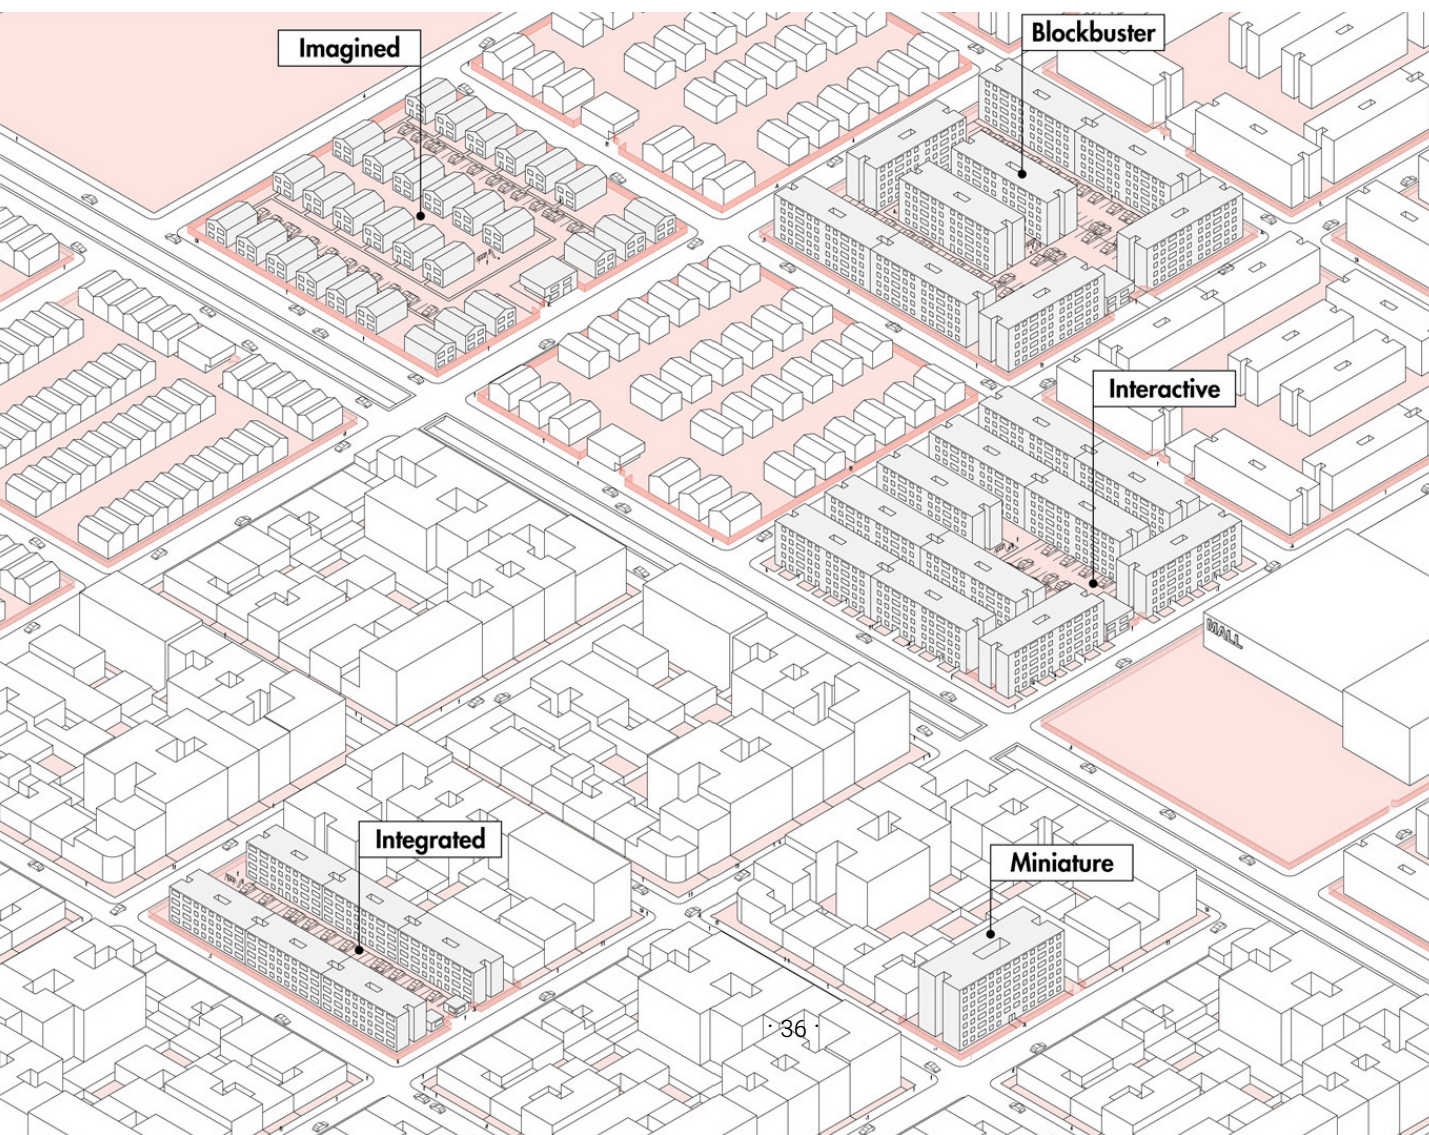 Blockbuster
Imagined
Interactive
MALL
Integrated
Miniature
· 36 ·